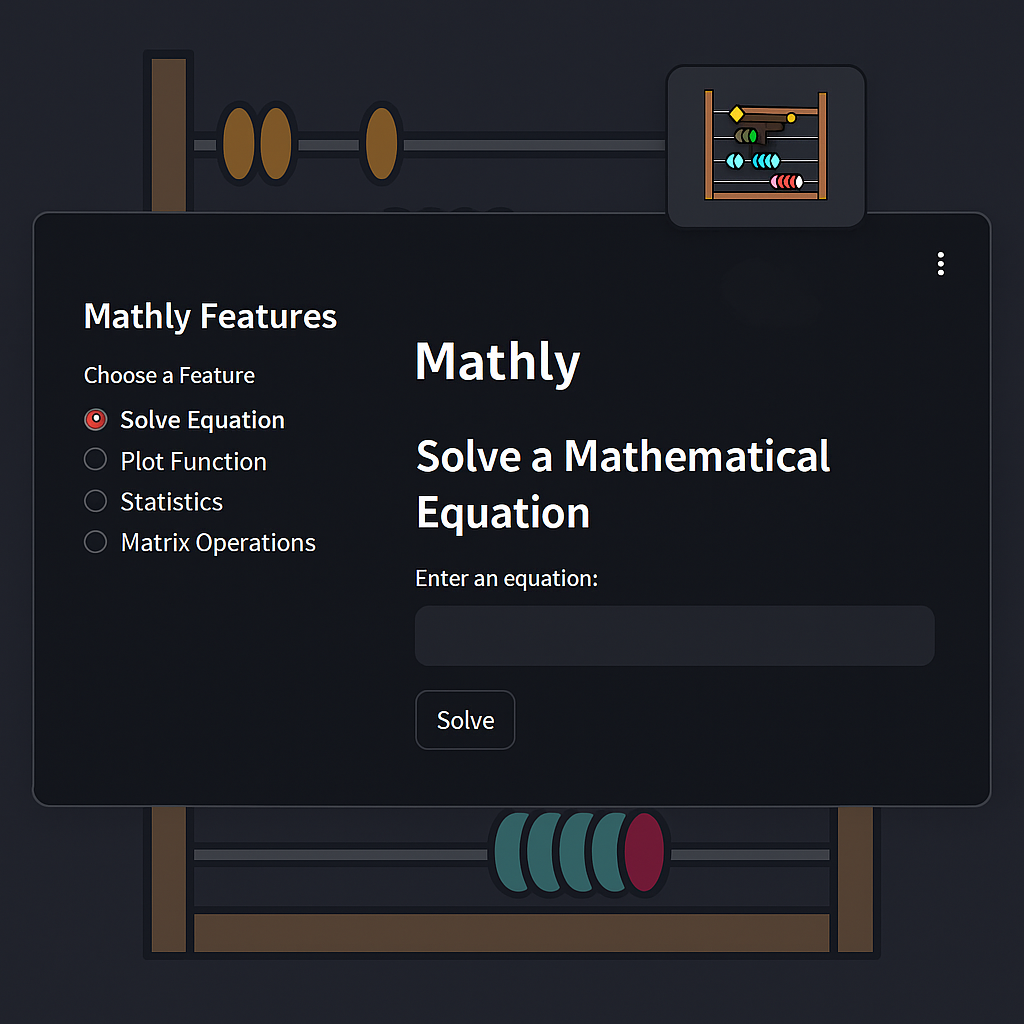 Mathly Features
Choose a Feature
Solve Equation
Plot Function
Statistics
Matrix Operations
Mathly
Solve a Mathematical
Equation
Enter an equation:
Solve